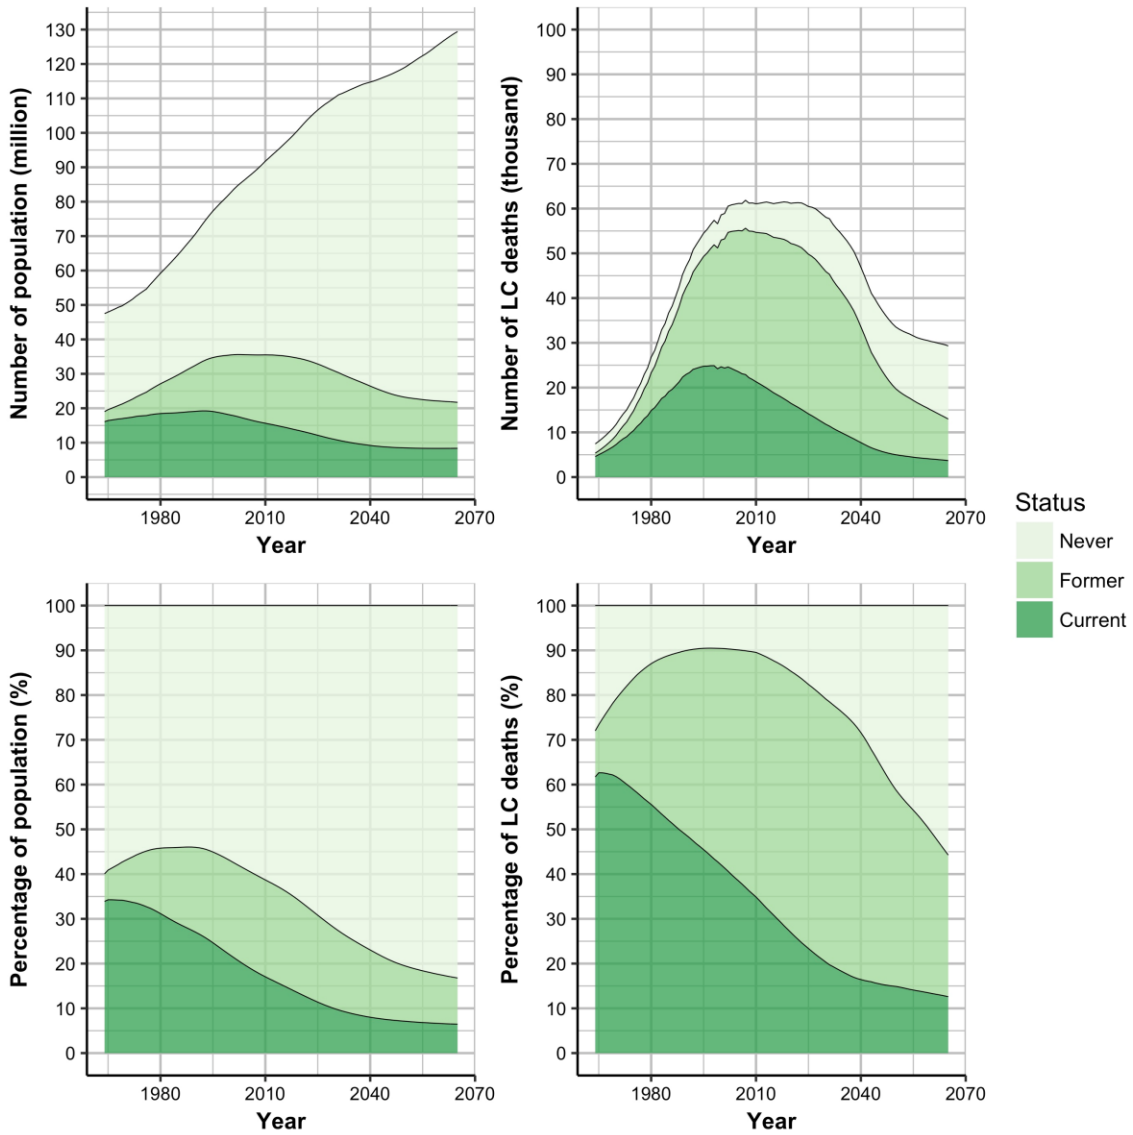 Number of population (million)
130
120
110
100
90
80
70
60
50
40
30
20
10
0
1980 2010 2040 2070
Year
Number of LC deaths (thousand)
100
90
80
70
60
50
40
30
20
10
0
1980 2010 2040 2070
Year
Percentage of population (%)
100
90
80
70
60
50
40
30
20
10
0
1980 2010 2040 2070
Year
Percentage of LC deaths (%)
100
90
80
70
60
50
40
30
20
10
0
1980 2010 2040 2070
Year
Status
Never
Former
Current